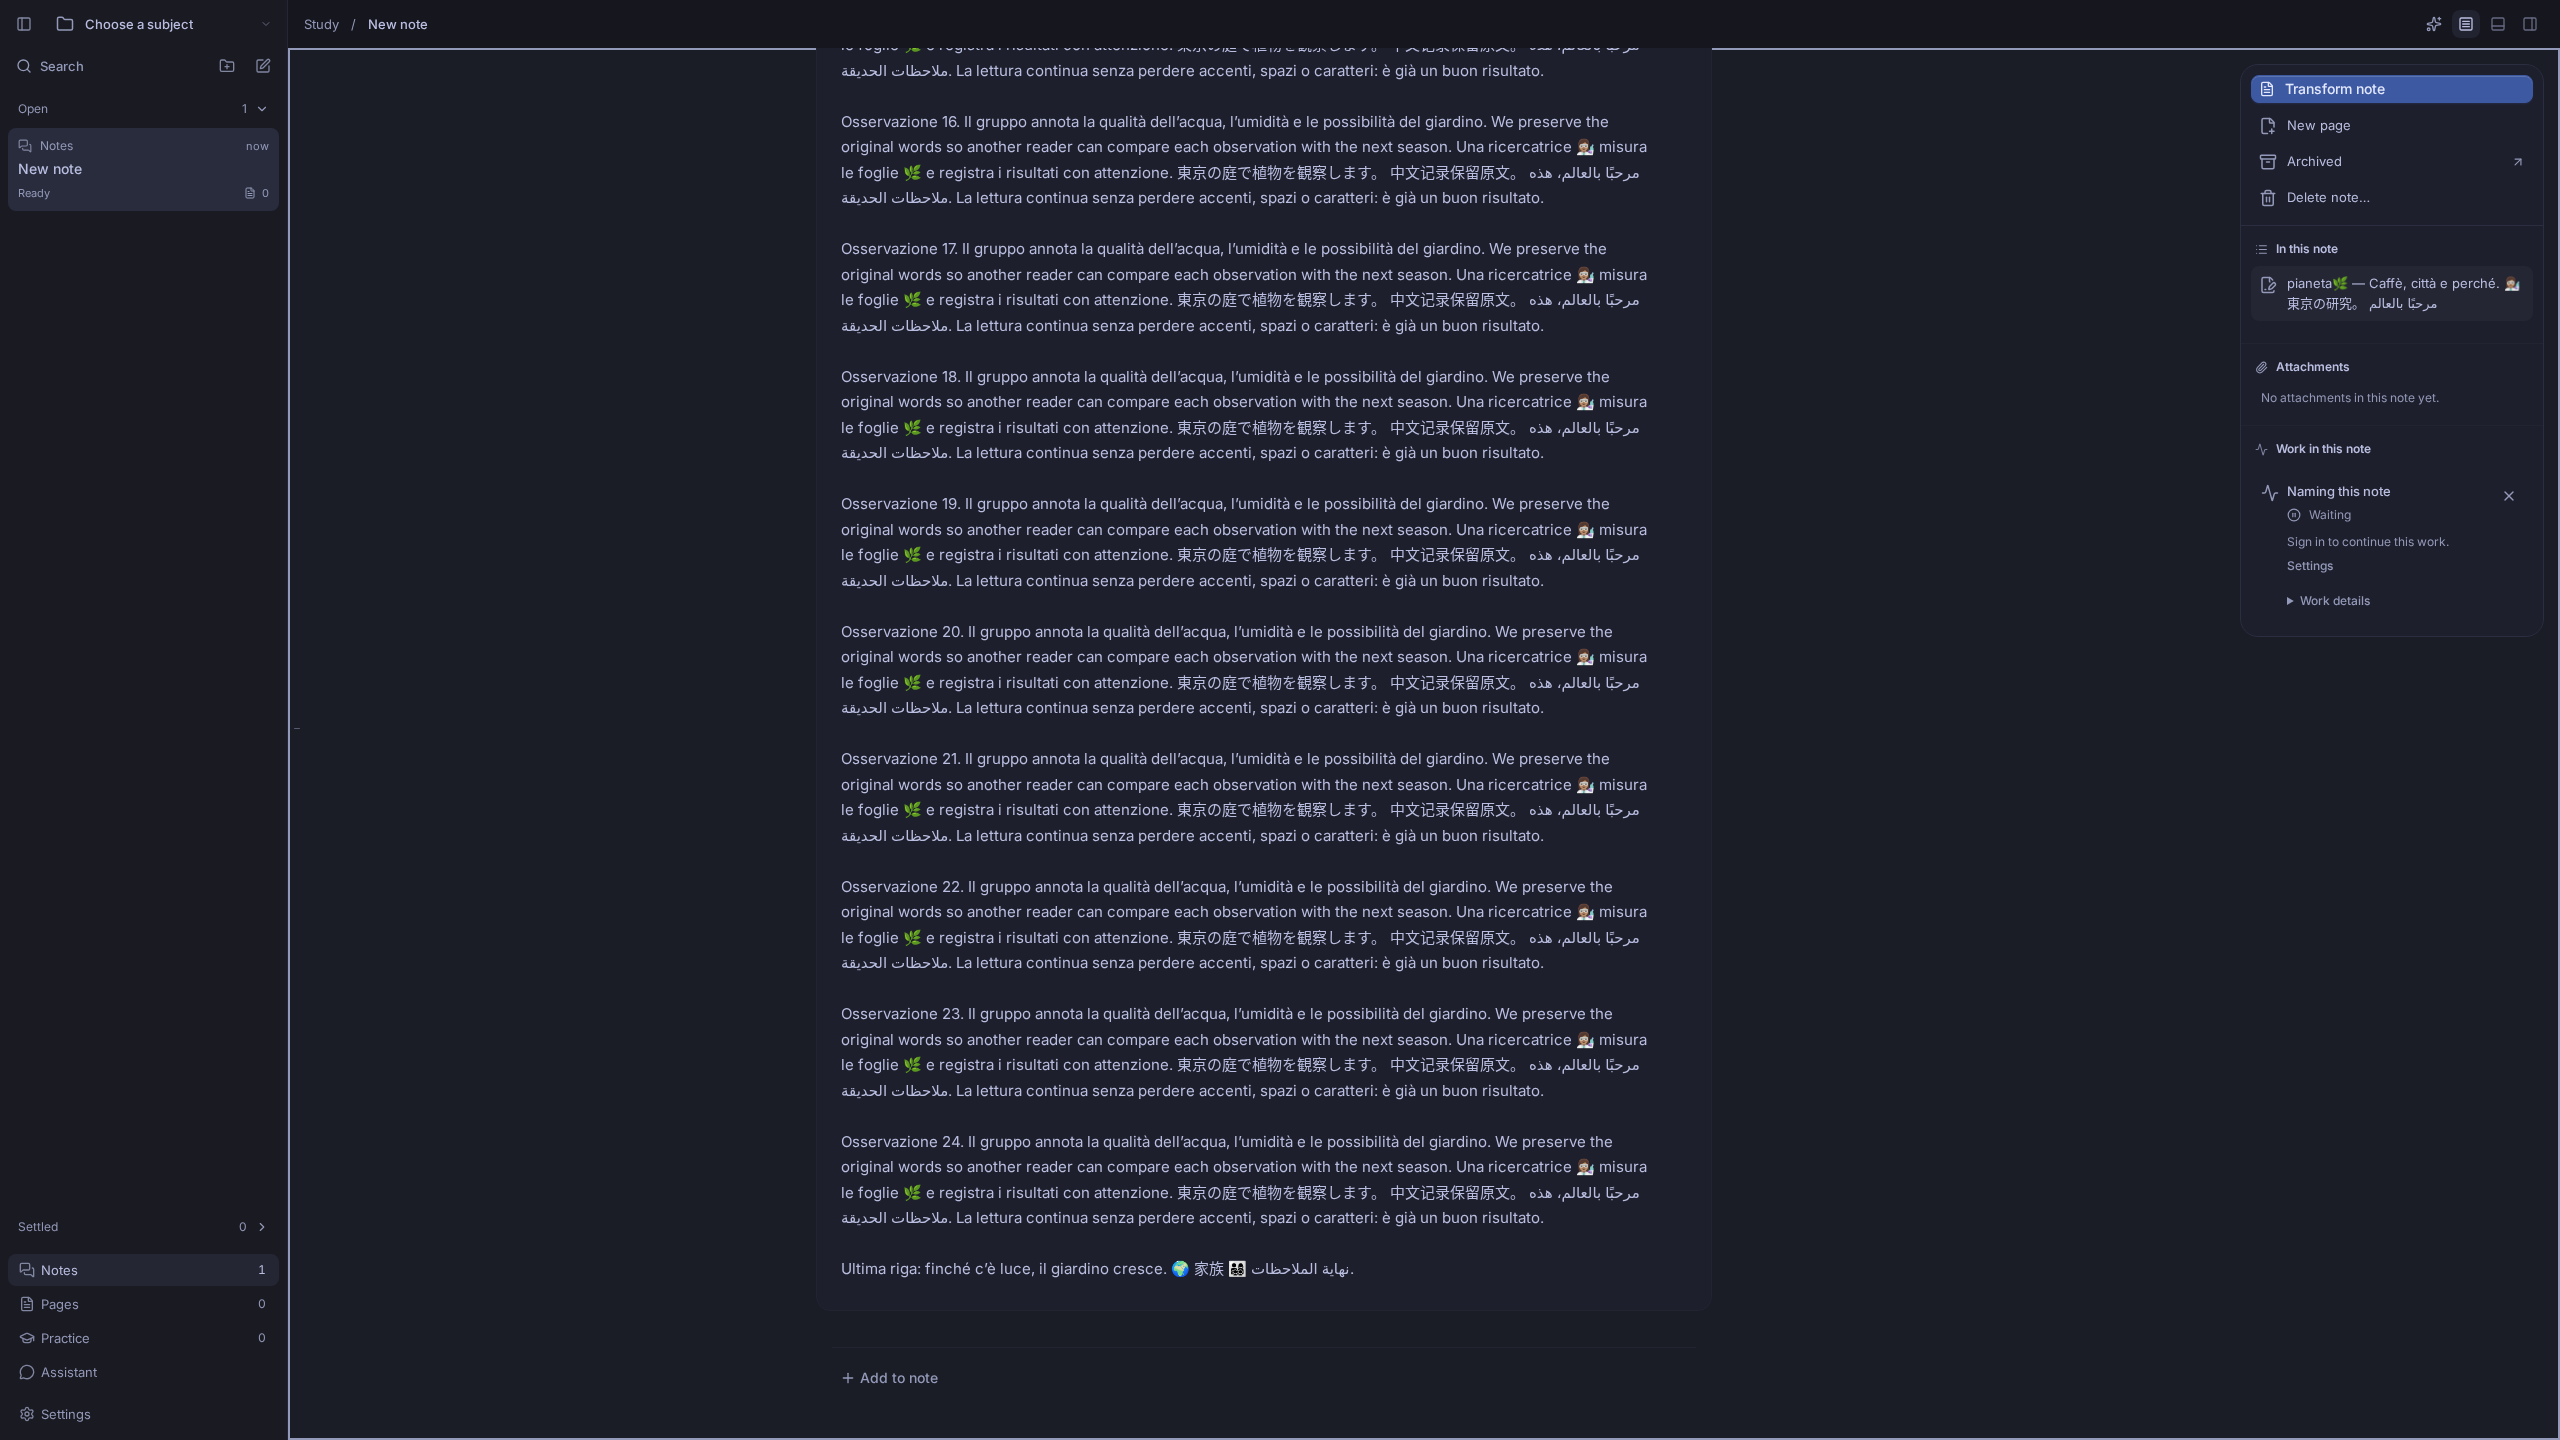 Choose a subject
Search
Open 1
Notes now
New note
Ready 0
Settled 0
Notes 1
Pages 0
Practice 0
Assistant
Settings
Study / New note
le foglie 🌿 e registra i risultati con attenzione. 東京の庭で植物を観察します。 中文记录保留原文。 مرحبًا بالعالم، هذه
ملاحظات الحديقة. La lettura continua senza perdere accenti, spazi o caratteri: è già un buon risultato.
Osservazione 16. Il gruppo annota la qualità dell’acqua, l’umidità e le possibilità del giardino. We preserve the
original words so another reader can compare each observation with the next season. Una ricercatrice 👩🏽‍🔬 misura
le foglie 🌿 e registra i risultati con attenzione. 東京の庭で植物を観察します。 中文记录保留原文。 مرحبًا بالعالم، هذه
ملاحظات الحديقة. La lettura continua senza perdere accenti, spazi o caratteri: è già un buon risultato.
Osservazione 17. Il gruppo annota la qualità dell’acqua, l’umidità e le possibilità del giardino. We preserve the
original words so another reader can compare each observation with the next season. Una ricercatrice 👩🏽‍🔬 misura
le foglie 🌿 e registra i risultati con attenzione. 東京の庭で植物を観察します。 中文记录保留原文。 مرحبًا بالعالم، هذه
ملاحظات الحديقة. La lettura continua senza perdere accenti, spazi o caratteri: è già un buon risultato.
Osservazione 18. Il gruppo annota la qualità dell’acqua, l’umidità e le possibilità del giardino. We preserve the
original words so another reader can compare each observation with the next season. Una ricercatrice 👩🏽‍🔬 misura
le foglie 🌿 e registra i risultati con attenzione. 東京の庭で植物を観察します。 中文记录保留原文。 مرحبًا بالعالم، هذه
ملاحظات الحديقة. La lettura continua senza perdere accenti, spazi o caratteri: è già un buon risultato.
Osservazione 19. Il gruppo annota la qualità dell’acqua, l’umidità e le possibilità del giardino. We preserve the
original words so another reader can compare each observation with the next season. Una ricercatrice 👩🏽‍🔬 misura
le foglie 🌿 e registra i risultati con attenzione. 東京の庭で植物を観察します。 中文记录保留原文。 مرحبًا بالعالم، هذه
ملاحظات الحديقة. La lettura continua senza perdere accenti, spazi o caratteri: è già un buon risultato.
Osservazione 20. Il gruppo annota la qualità dell’acqua, l’umidità e le possibilità del giardino. We preserve the
original words so another reader can compare each observation with the next season. Una ricercatrice 👩🏽‍🔬 misura
le foglie 🌿 e registra i risultati con attenzione. 東京の庭で植物を観察します。 中文记录保留原文。 مرحبًا بالعالم، هذه
ملاحظات الحديقة. La lettura continua senza perdere accenti, spazi o caratteri: è già un buon risultato.
Osservazione 21. Il gruppo annota la qualità dell’acqua, l’umidità e le possibilità del giardino. We preserve the
original words so another reader can compare each observation with the next season. Una ricercatrice 👩🏽‍🔬 misura
le foglie 🌿 e registra i risultati con attenzione. 東京の庭で植物を観察します。 中文记录保留原文。 مرحبًا بالعالم، هذه
ملاحظات الحديقة. La lettura continua senza perdere accenti, spazi o caratteri: è già un buon risultato.
Osservazione 22. Il gruppo annota la qualità dell’acqua, l’umidità e le possibilità del giardino. We preserve the
original words so another reader can compare each observation with the next season. Una ricercatrice 👩🏽‍🔬 misura
le foglie 🌿 e registra i risultati con attenzione. 東京の庭で植物を観察します。 中文记录保留原文。 مرحبًا بالعالم، هذه
ملاحظات الحديقة. La lettura continua senza perdere accenti, spazi o caratteri: è già un buon risultato.
Osservazione 23. Il gruppo annota la qualità dell’acqua, l’umidità e le possibilità del giardino. We preserve the
original words so another reader can compare each observation with the next season. Una ricercatrice 👩🏽‍🔬 misura
le foglie 🌿 e registra i risultati con attenzione. 東京の庭で植物を観察します。 中文记录保留原文。 مرحبًا بالعالم، هذه
ملاحظات الحديقة. La lettura continua senza perdere accenti, spazi o caratteri: è già un buon risultato.
Osservazione 24. Il gruppo annota la qualità dell’acqua, l’umidità e le possibilità del giardino. We preserve the
original words so another reader can compare each observation with the next season. Una ricercatrice 👩🏽‍🔬 misura
le foglie 🌿 e registra i risultati con attenzione. 東京の庭で植物を観察します。 中文记录保留原文。 مرحبًا بالعالم، هذه
ملاحظات الحديقة. La lettura continua senza perdere accenti, spazi o caratteri: è già un buon risultato.
Ultima riga: finché c’è luce, il giardino cresce. 🌍 家族 👨‍👩‍👧‍👦 نهاية الملاحظات.
Add to note
Transform note
New page
Archived
Delete note...
In this note
pianeta🌿 — Caffè, città e perché. 👩🏽‍🔬
東京の研究。 مرحبًا بالعالم
Attachments
No attachments in this note yet.
Work in this note
Naming this note
Waiting
Sign in to continue this work.
Settings
Work details